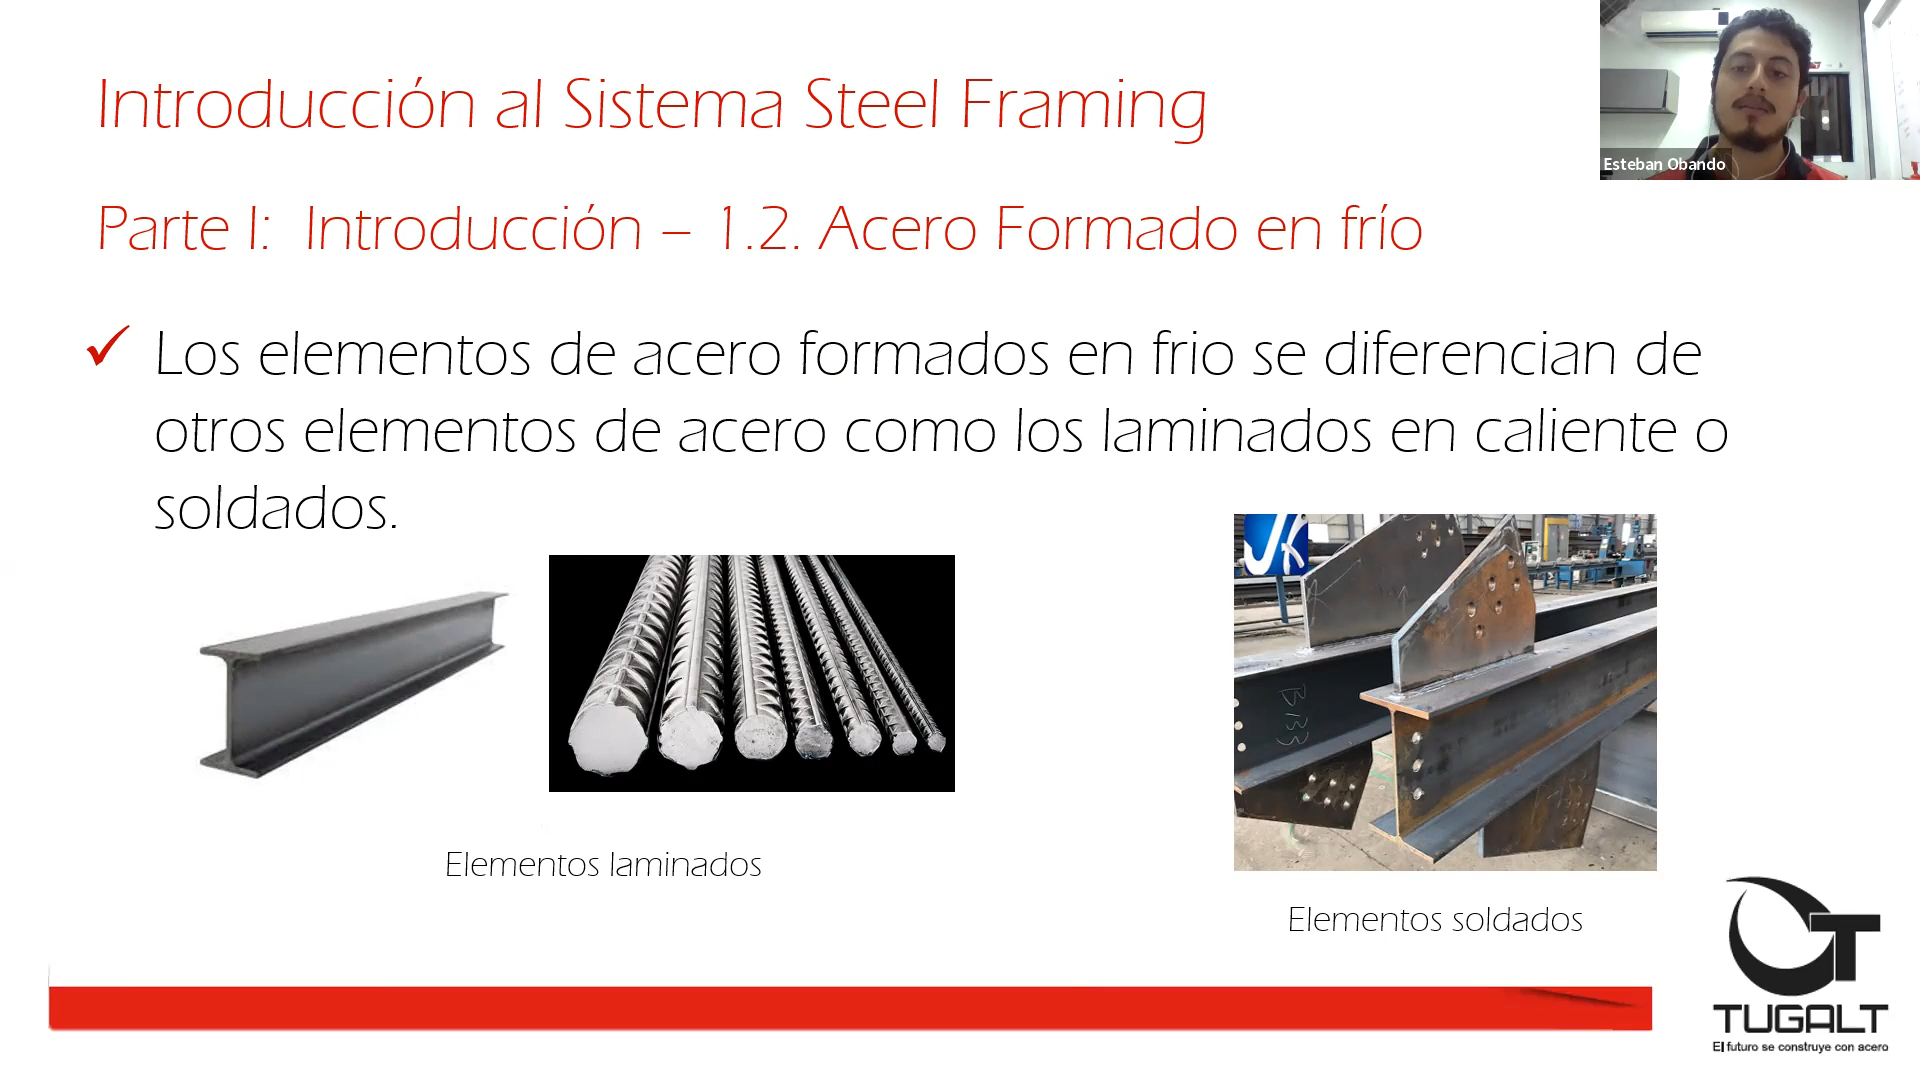 Introducción al Sistema Steel Framing
Esteban Obando
Parte I: Introducción – 1.2. Acero Formado en frío
✓ Los elementos de acero formados en frio se diferencian de
otros elementos de acero como los laminados en caliente o
soldados.
JK
B133
Elementos laminados
Elementos soldados
TUGALT
El futuro se construye con acero